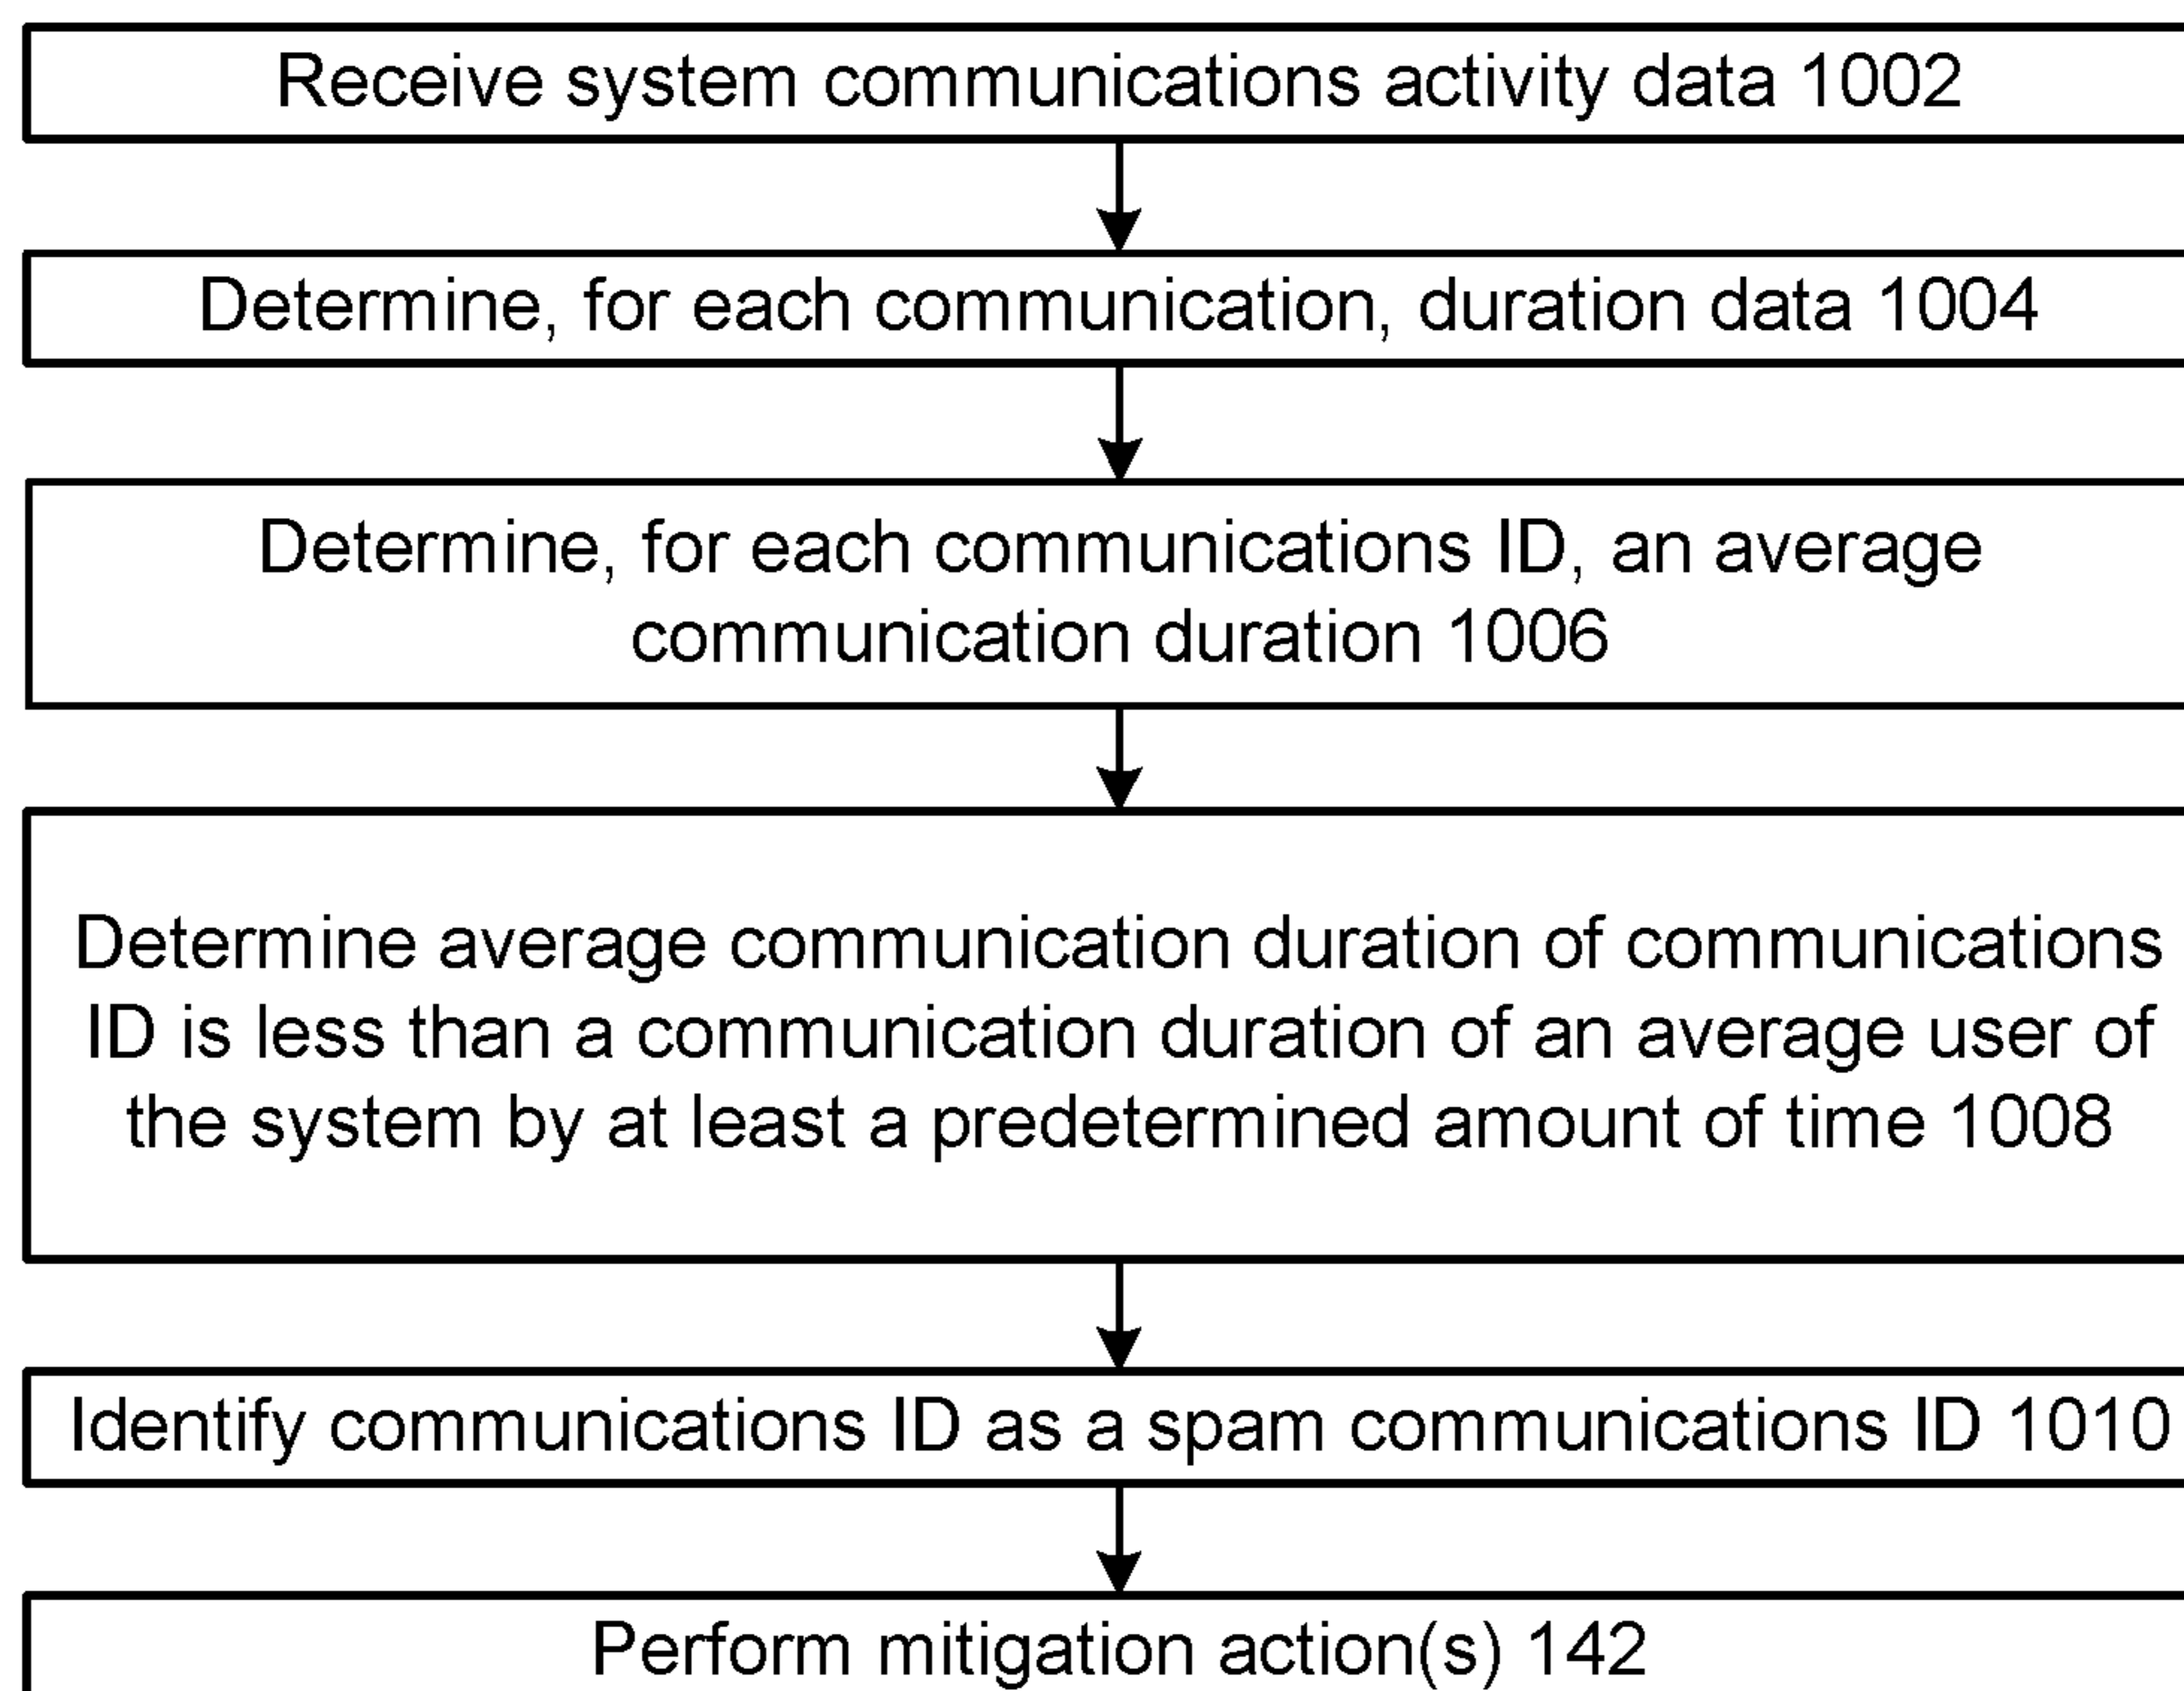 Receive system communications activity data 1002
Determine, for each communication, duration data 1004
Determine, for each communications ID, an average
communication duration 1006
Determine average communication duration of communications
ID is less than a communication duration of an average user of
the system by at least a predetermined amount of time 1008
Identify communications ID as a spam communications ID 1010
Perform mitigation action(s) 142